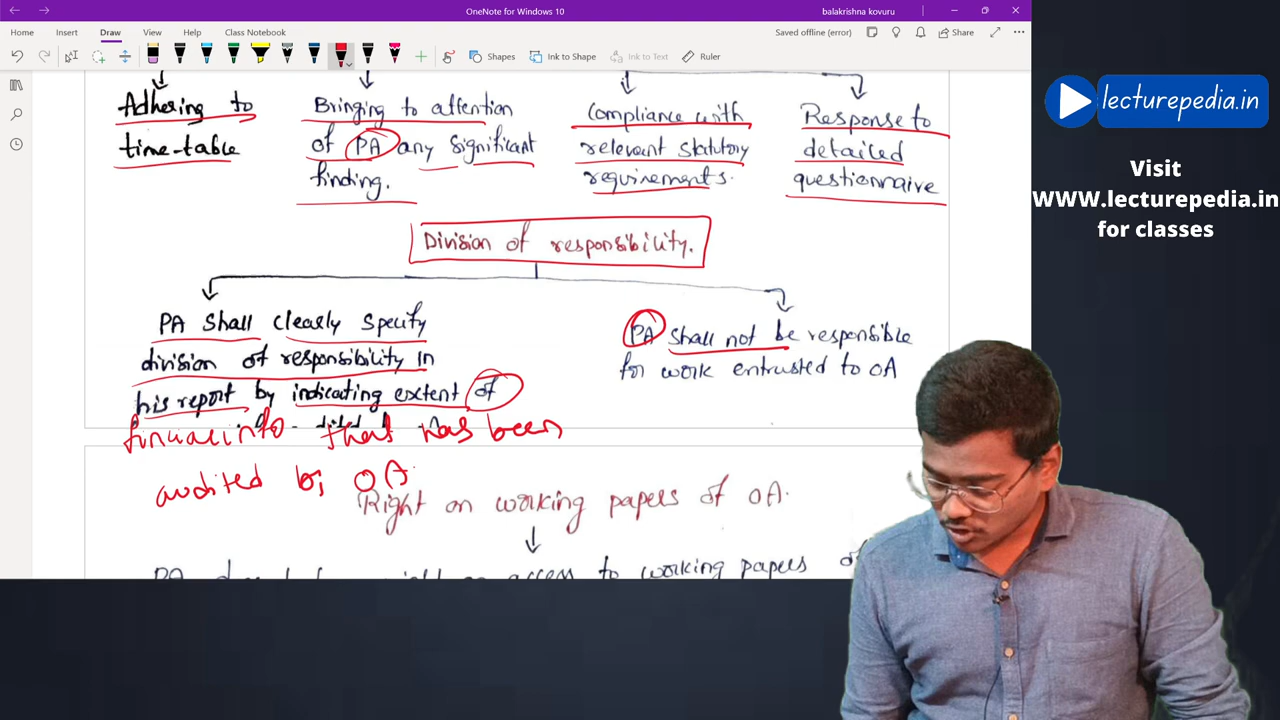 OneNote for Windows 10
balakrishna kovuru
Home
Insert
Draw
View
Help
Class Notebook
Saved offline (error)
Share
Shapes
Ink to Shape
Ink to Text
Ruler
Adhering to
time-table
Bringing to attention
of PA any significant
finding.
Compliance with
relevant statutory
requirements.
Response to
detailed
questionnaire
Division of responsibility.
PA shall clearly specify
division of responsibility in
his report by indicating extent of
that has been
audited by OA
PA shall not be responsible
for work entrusted to OA
Right on working papers of OA.
access to working papers
lecturepedia.in
Visit
WWW.lecturepedia.in
for classes